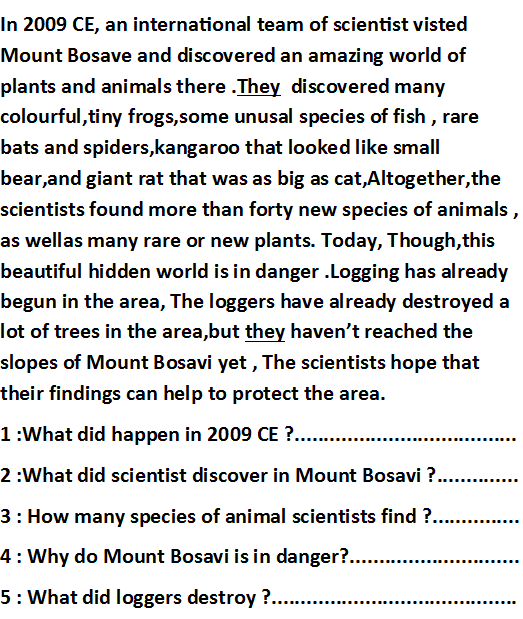 In 2009 CE, an international team of scientist visted
Mount Bosave and discovered an amazing world of
plants and animals there .They  discovered many
colourful,tiny frogs,some unusal species of fish , rare
bats and spiders,kangaroo that looked like small
bear,and giant rat that was as big as cat,Altogether,the
scientists found more than forty new species of animals ,
as wellas many rare or new plants. Today, Though,this
beautiful hidden world is in danger .Logging has already
begun in the area, The loggers have already destroyed a
lot of trees in the area,but they haven’t reached the
slopes of Mount Bosavi yet , The scientists hope that
their findings can help to protect the area.
1 :What did happen in 2009 CE ?.......................................
2 :What did scientist discover in Mount Bosavi ?..............
3 : How many species of animal scientists find ?...............
4 : Why do Mount Bosavi is in danger?..............................
5 : What did loggers destroy ?...........................................